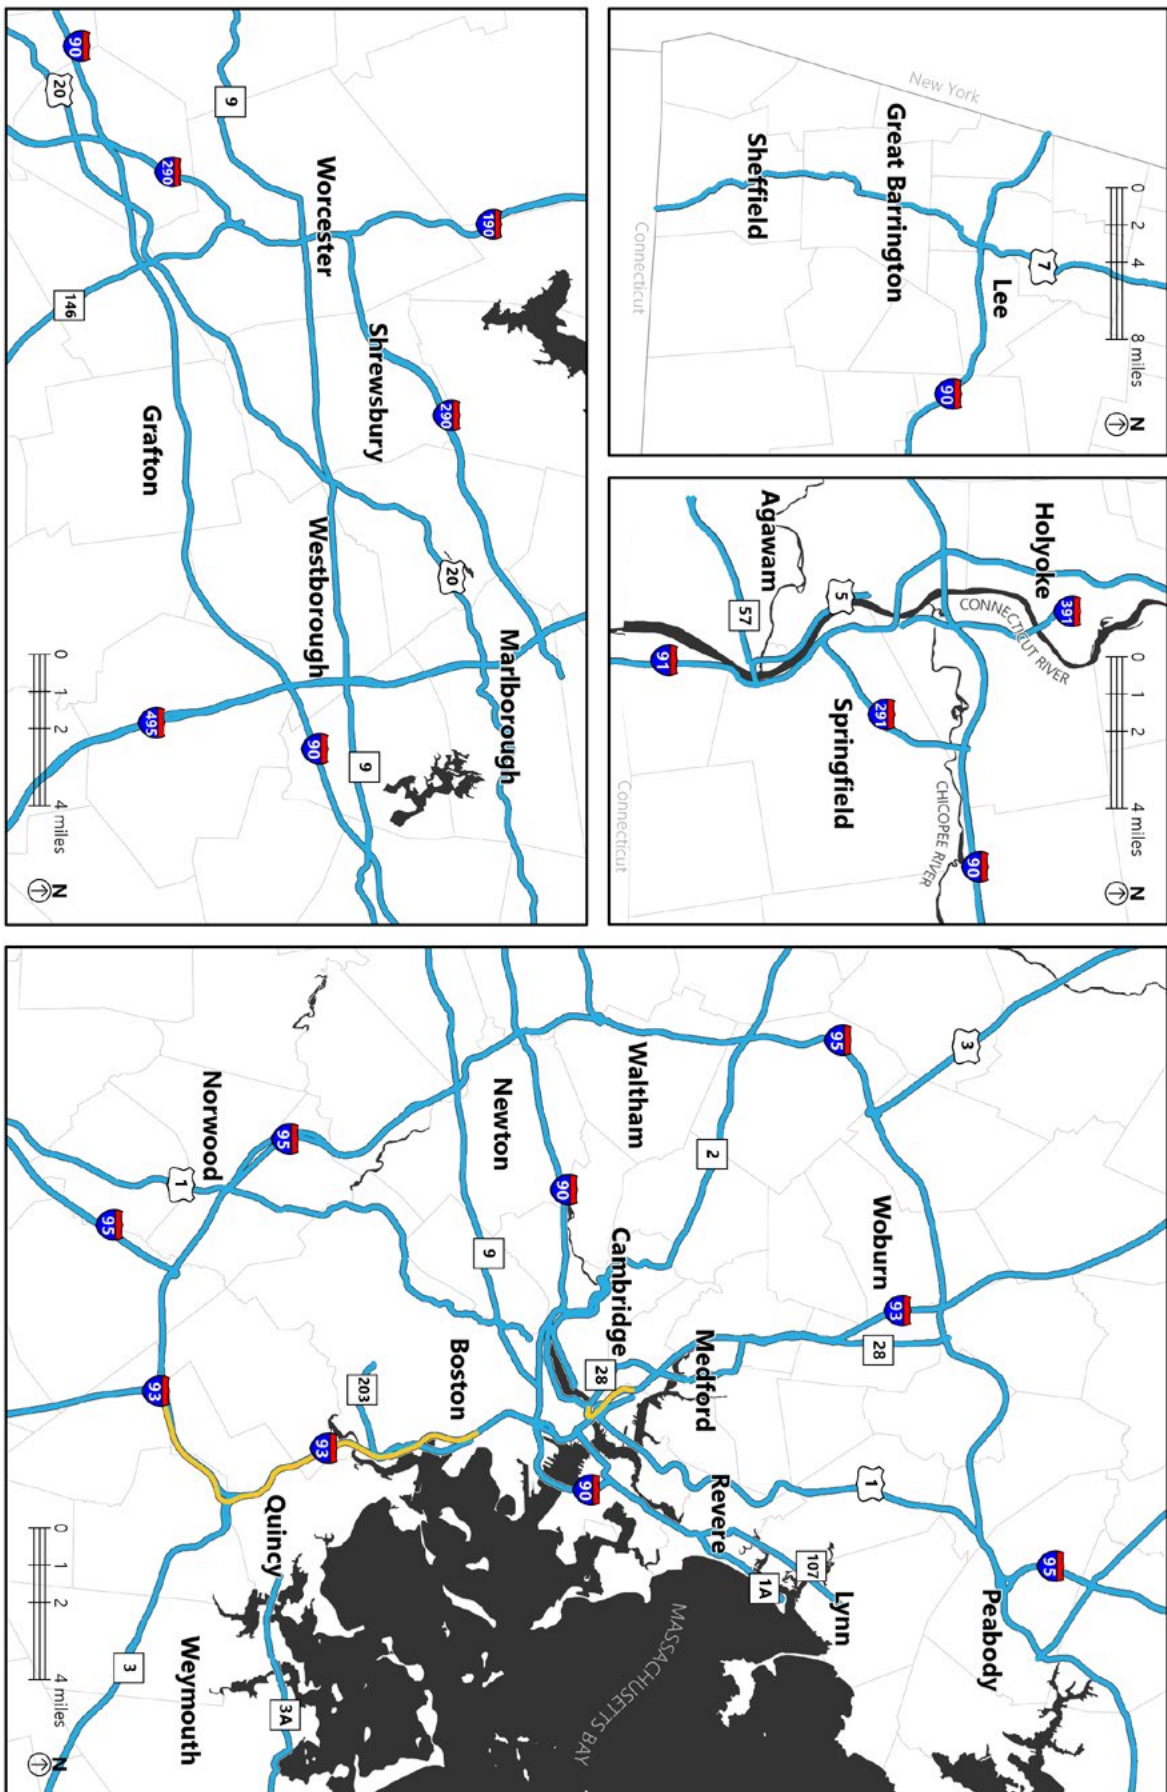 0 2 4 8 miles
N
7
Lee
New York
90
Great Barrington
Sheffield
Connecticut
0 1 2 4 miles
N
391
Holyoke
CONNECTICUT RIVER
90
CHICOPEE RIVER
291
5
Springfield
Agawam
57
91
Connecticut
190
Marlborough
20
290
Shrewsbury
9
Worcester
Westborough
90
9
290
495
Grafton
146
90
20
0 1 2 4 miles
N
95
Peabody
3
93
Woburn
28
1
95
Lynn
107
1A
2
Revere
Medford
MASSACHUSETTS BAY
Waltham
Cambridge
28
90
90
Newton
9
Boston
203
93
95
3A
Quincy
Norwood
1
Weymouth
93
3
95
0 1 2 4 miles
N